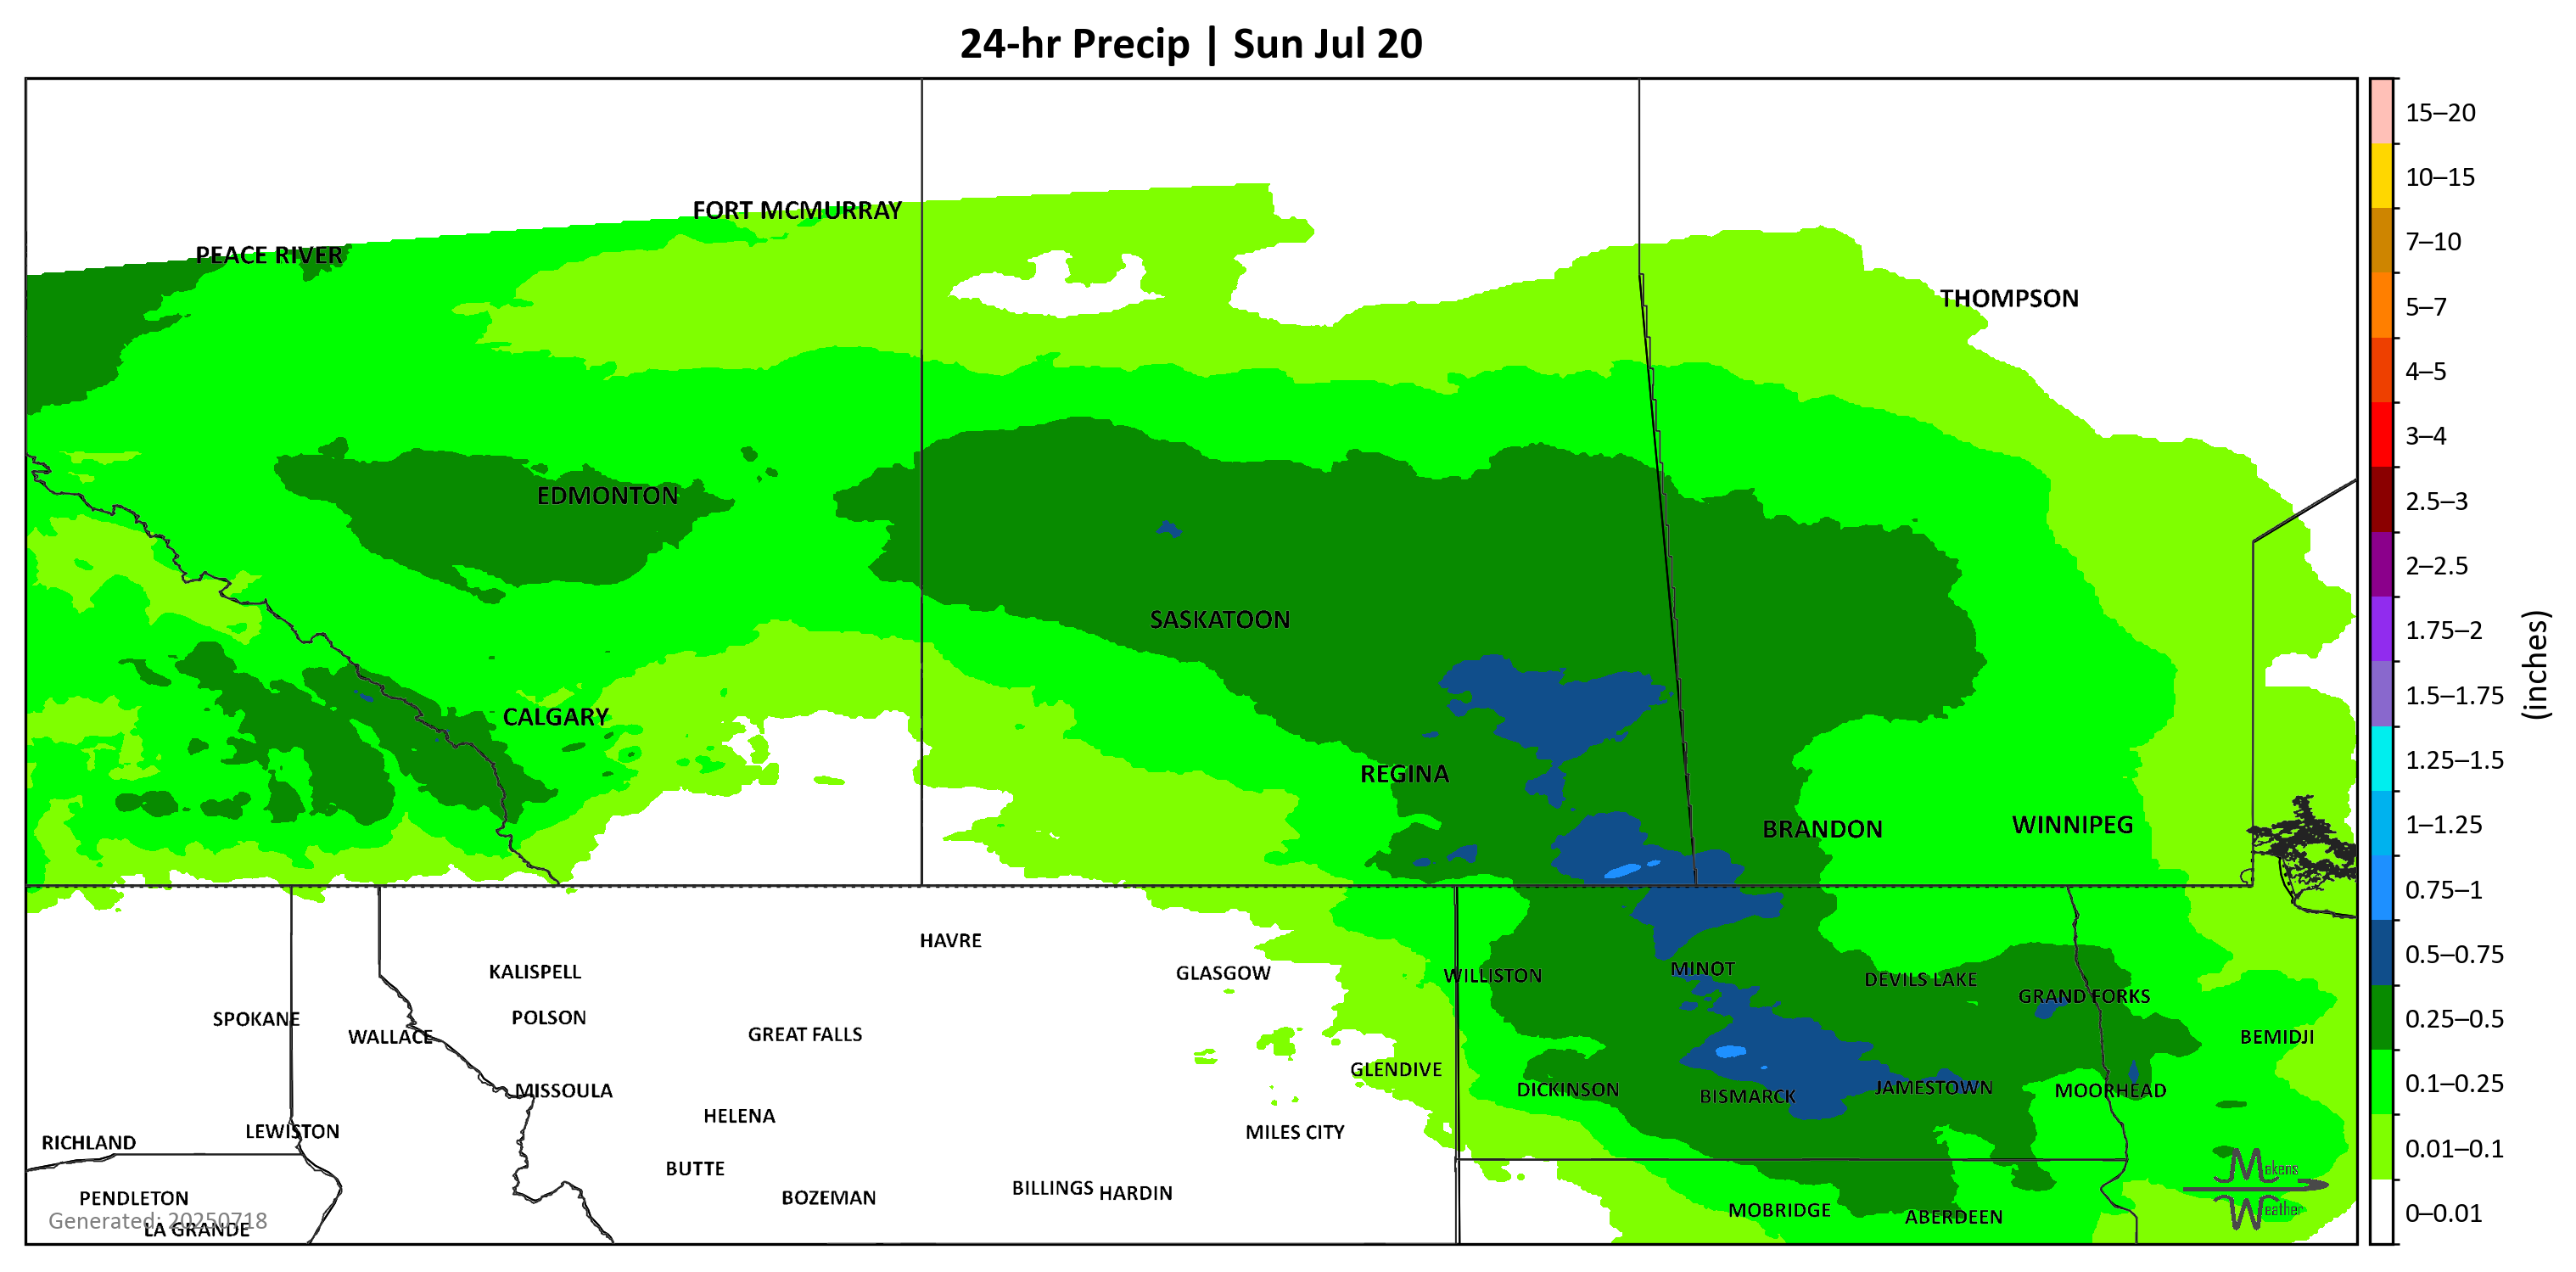 24-hr Precip | Sun Jul 20
FORT MCMURRAY
PEACE RIVER
THOMPSON
EDMONTON
SASKATOON
CALGARY
REGINA
BRANDON
WINNIPEG
HAVRE
KALISPELL
GLASGOW
WILLISTON
MINOT
DEVILS LAKE
GRAND FORKS
SPOKANE
WALLACE
POLSON
GREAT FALLS
BEMIDJI
GLENDIVE
MISSOULA
DICKINSON
BISMARCK
JAMESTOWN
MOORHEAD
HELENA
RICHLAND
LEWISTON
MILES CITY
BUTTE
PENDLETON
BOZEMAN
BILLINGS
HARDIN
MOBRIDGE
ABERDEEN
Generated: 20250718
LA GRANDE
Makens
Weather
15–20
10–15
7–10
5–7
4–5
3–4
2.5–3
2–2.5
1.75–2
1.5–1.75
1.25–1.5
1–1.25
0.75–1
0.5–0.75
0.25–0.5
0.1–0.25
0.01–0.1
0–0.01
(inches)